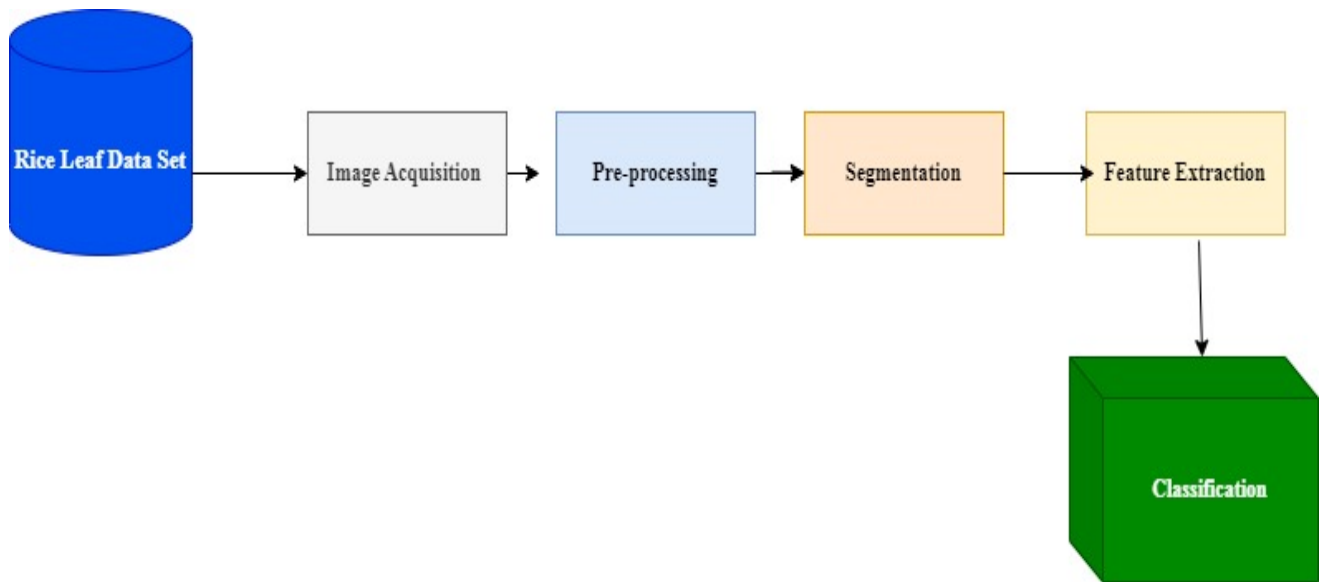 Rice Leaf Data Set
Image Acquisition
Pre-processing
Segmentation
Feature Extraction
Classification